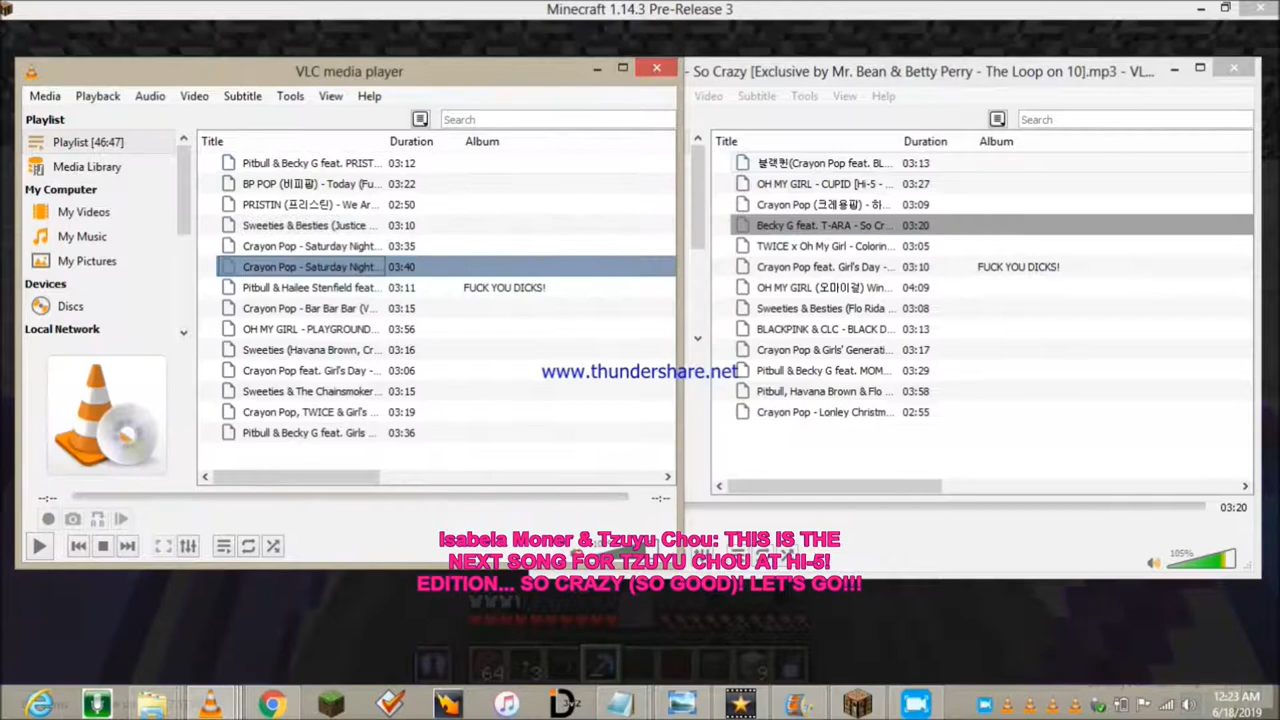 Minecraft 1.14.3 Pre-Release 3
VLC media player
Media Playback Audio Video Subtitle Tools View Help
Playlist
Search
Playlist [46:47]
Media Library
My Computer
My Videos
My Music
My Pictures
Devices
Discs
Local Network
Title Duration Album
Pitbull & Becky G feat. PRIST... 03:12
BP POP (비피팝) - Today (Fu... 03:22
PRISTIN (프리스틴) - We Ar... 02:50
Sweeties & Besties (Justice ... 03:10
Crayon Pop - Saturday Night... 03:35
Crayon Pop - Saturday Night... 03:40
Pitbull & Hailee Stenfield feat... 03:11 FUCK YOU DICKS!
Crayon Pop - Bar Bar Bar (V... 03:15
OH MY GIRL - PLAYGROUND... 03:56
Sweeties (Havana Brown, Cr... 03:16
Crayon Pop feat. Girl's Day -... 03:06
Sweeties & The Chainsmoker... 03:15
Crayon Pop, TWICE & Girl's ... 03:19
Pitbull & Becky G feat. Girls ... 03:36
--:-- --:--
- So Crazy [Exclusive by Mr. Bean & Betty Perry - The Loop on 10].mp3 - VL...
Video Subtitle Tools View Help
Search
Title Duration Album
블랙핀(Crayon Pop feat. BL... 03:13
OH MY GIRL - CUPID [Hi-5 - ... 03:27
Crayon Pop (크레용팝) - 하... 03:09
Becky G feat. T-ARA - So Cr... 03:20
TWICE x Oh My Girl - Colorin... 03:05
Crayon Pop feat. Girl's Day -... 03:10 FUCK YOU DICKS!
OH MY GIRL (오마이걸) Win... 04:09
Sweeties & Besties (Flo Rida ... 03:08
BLACKPINK & CLC - BLACK D... 03:13
Crayon Pop & Girls' Generati... 03:17
Pitbull & Becky G feat. MOM... 03:29
Pitbull, Havana Brown & Flo ... 03:58
Crayon Pop - Lonley Christm... 02:55
03:20
105%
www.thundershare.net
Isabela Moner & Tzuyu Chou: THIS IS THE
NEXT SONG FOR TZUYU CHOU AT HI-5!
EDITION... SO CRAZY (SO GOOD)! LET'S GO!!!
64 3 9
12:23 AM
6/18/2019